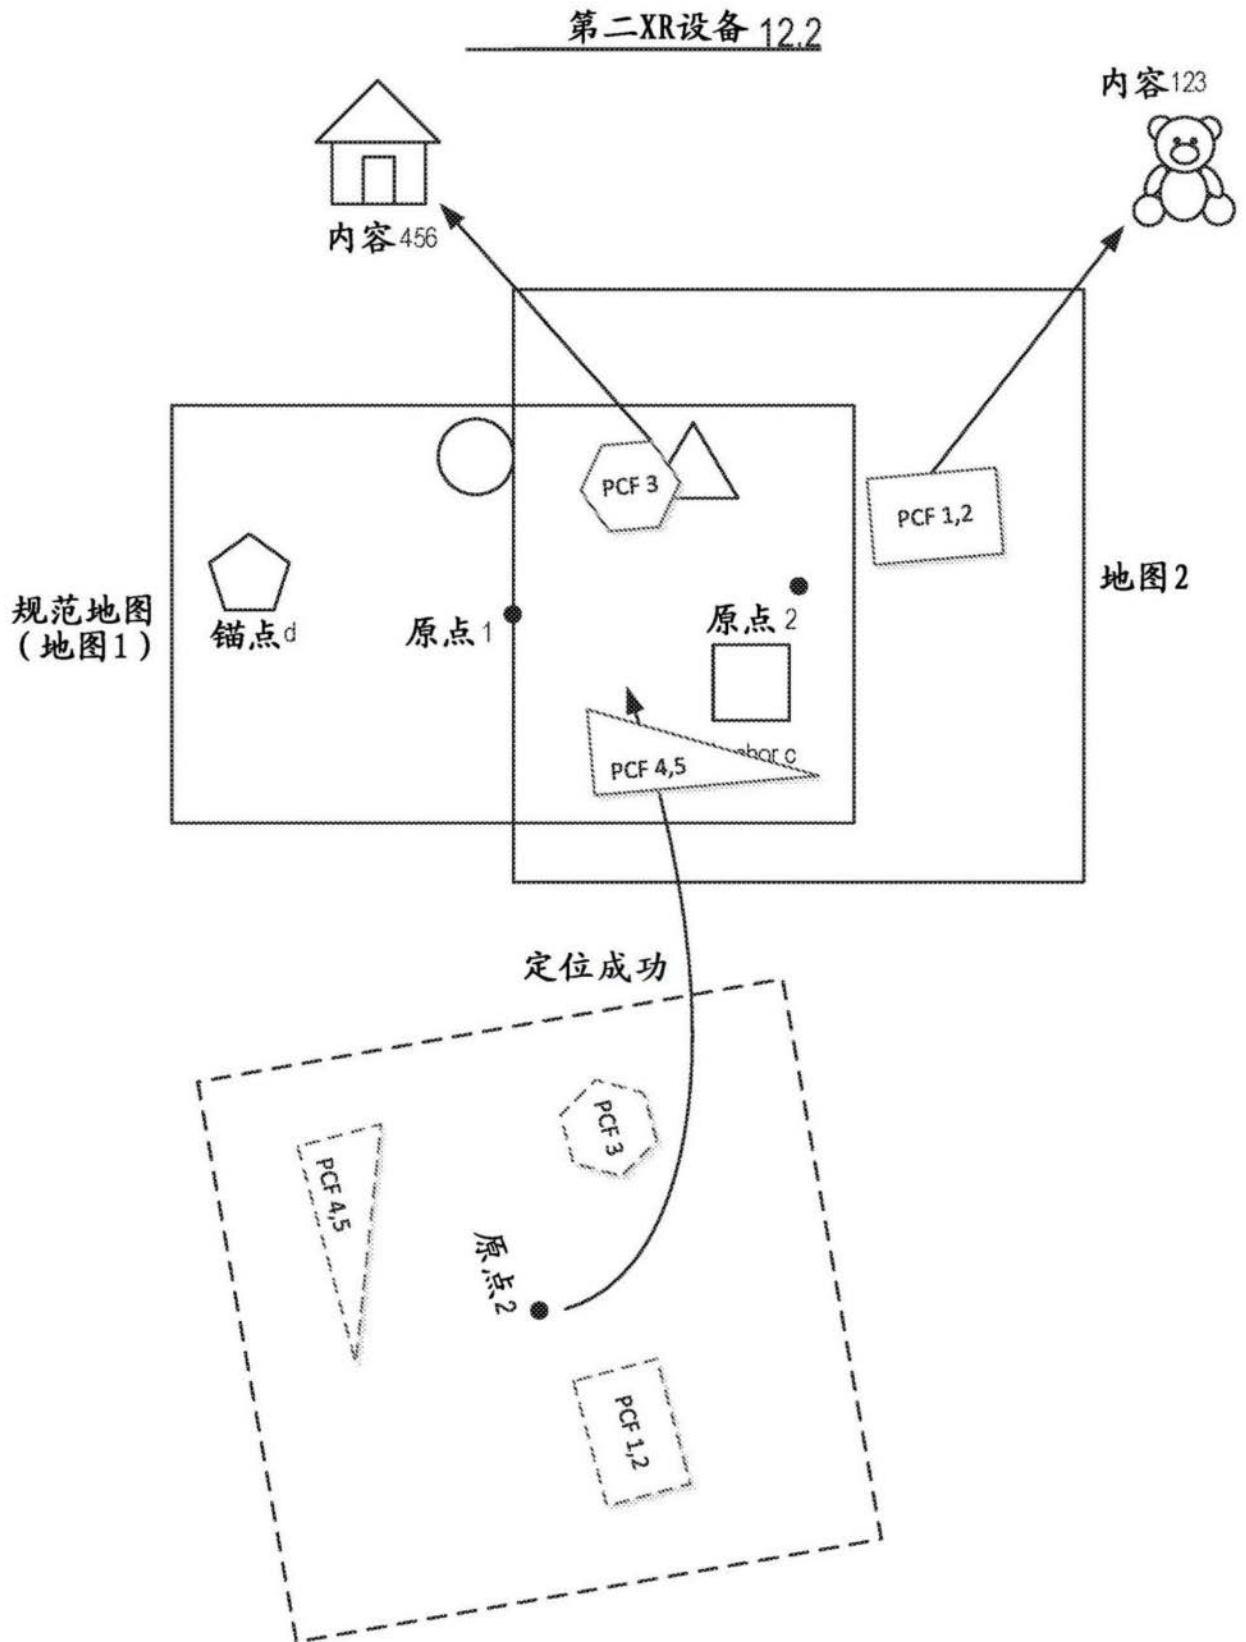 第二XR设备 12.2
内容123
内容456
PCF 3
PCF 1,2
规范地图
(地图1)
锚点d
原点1
原点2
地图2
PCF 4,5
c
定位成功
PCF 3
PCF 4,5
原点2
PCF 1,2